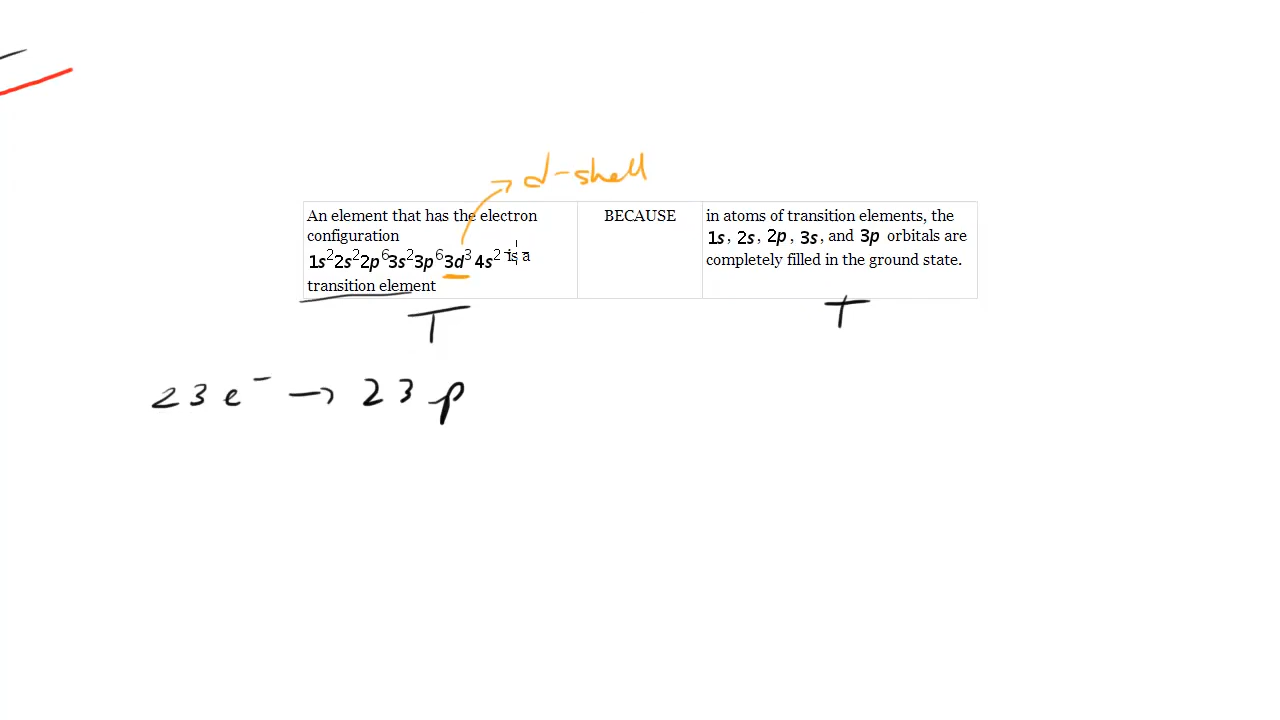 d-shell
An element that has the electron
configuration
1s²2s²2p⁶3s²3p⁶3d³4s² is a
transition element
BECAUSE
in atoms of transition elements, the
1s, 2s, 2p, 3s, and 3p orbitals are
completely filled in the ground state.
T
T
23 e⁻ → 23 p